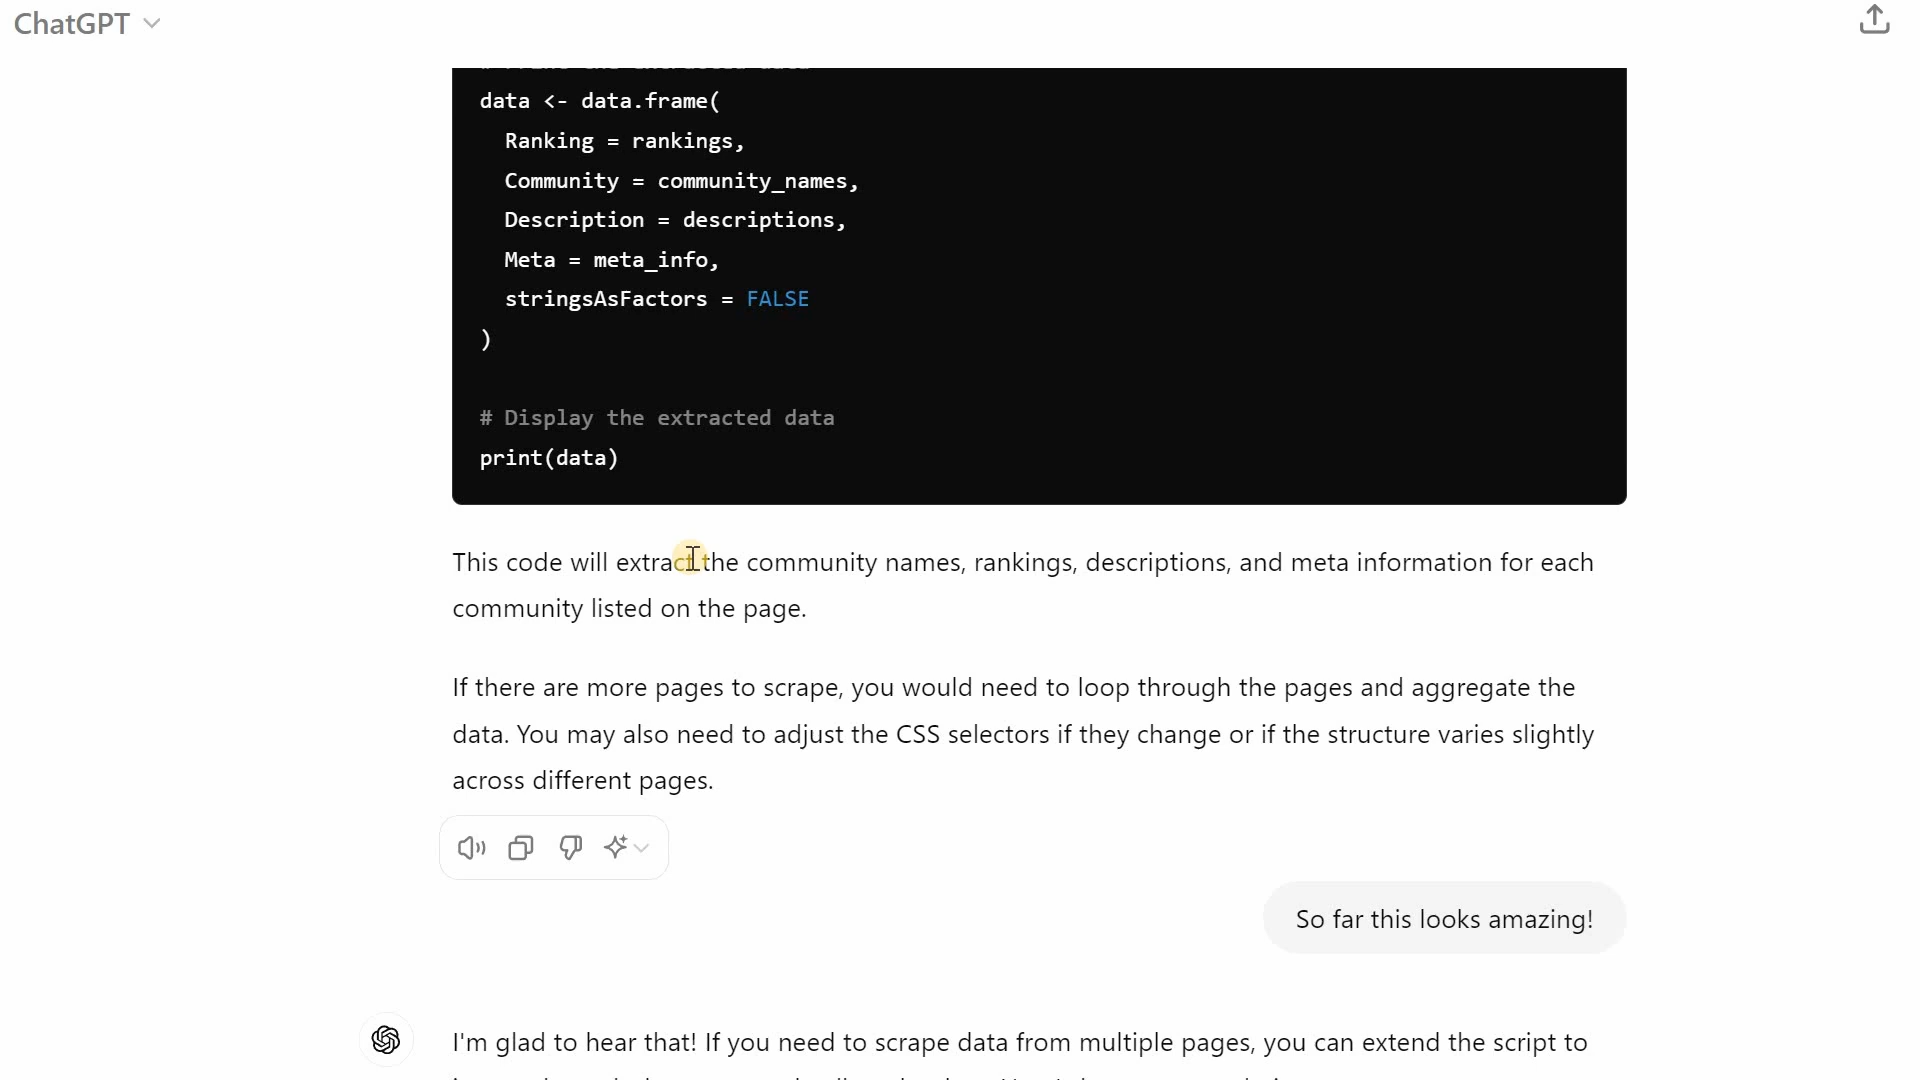 ChatGPT
data <- data.frame(
Ranking = rankings,
Community = community_names,
Description = descriptions,
Meta = meta_info,
stringsAsFactors = FALSE
)
# Display the extracted data
print(data)
This code will extract the community names, rankings, descriptions, and meta information for each
community listed on the page.
If there are more pages to scrape, you would need to loop through the pages and aggregate the
data. You may also need to adjust the CSS selectors if they change or if the structure varies slightly
across different pages.
So far this looks amazing!
I'm glad to hear that! If you need to scrape data from multiple pages, you can extend the script to